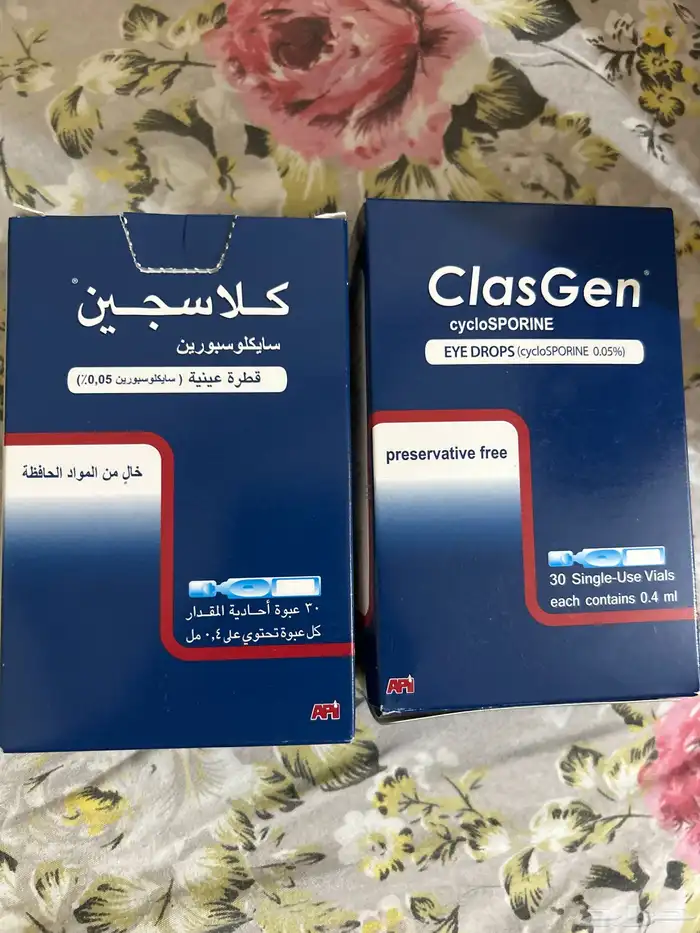 كلاسجين®
سايكلوسبورين
قطرة عينية (سايكلوسبورين 0,05٪)
خالٍ من المواد الحافظة
٣٠ عبوة أحادية المقدار
كل عبوة تحتوي على ٠,٤ مل
API
ClasGen®
cycloSPORINE
EYE DROPS (cycloSPORINE 0.05%)
preservative free
30 Single-Use Vials
each contains 0.4 ml
API